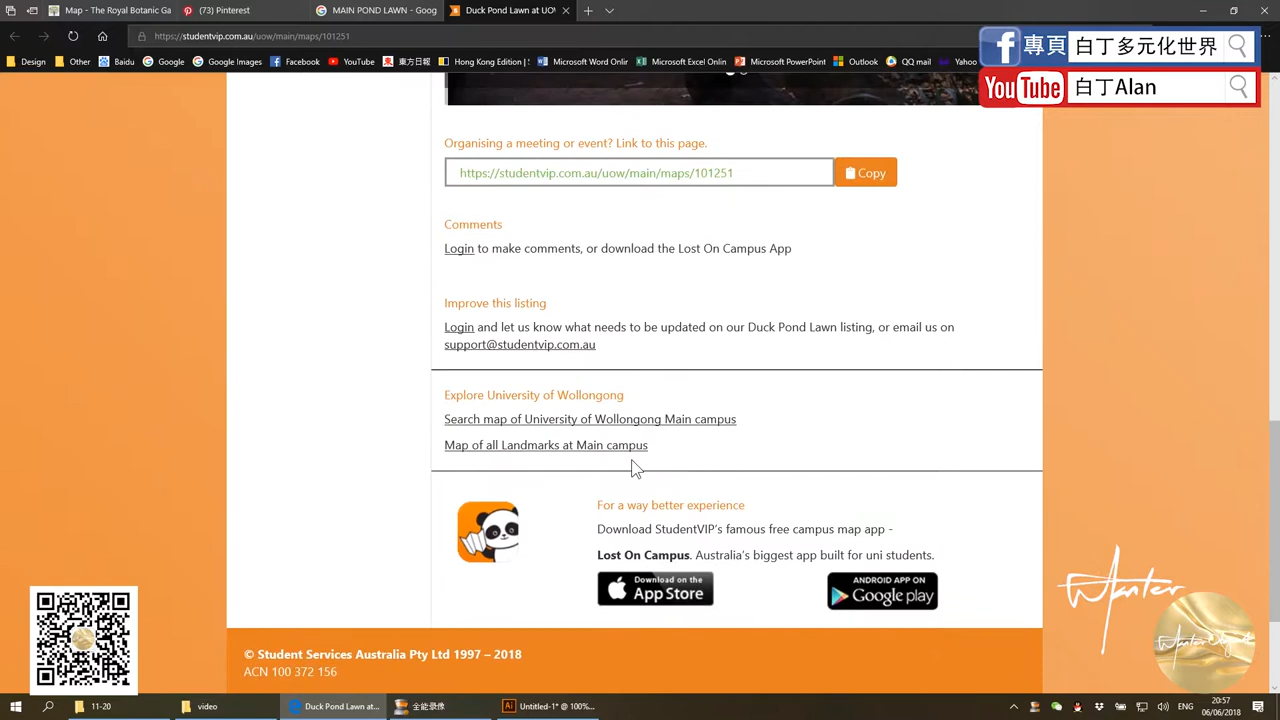 Map - The Royal Botanic Ga
(73) Pinterest
MAIN POND LAWN - Goog
Duck Pond Lawn at UOW
https://studentvip.com.au/uow/main/maps/101251
Design
Other
Baidu
Google
Facebook
YouTube
東方日報
Hong Kong Editor's
Microsoft Word Onlir
Microsoft Excel Onlin
Microsoft PowerPoint
Outlook
QQ mail
Yahoo
專頁 白丁多元化世界
YouTube 白丁Alan
Organising a meeting or event? Link to this page.
https://studentvip.com.au/uow/main/maps/101251
Copy
Comments
Login to make comments, or download the Lost On Campus App
Improve this listing
Login and let us know what needs to be updated on our Duck Pond Lawn listing, or email us on
support@studentvip.com.au
Explore University of Wollongong
Search map of University of Wollongong Main campus
Map of all Landmarks at Main campus
For a way better experience
Download StudentVIP's famous free campus map app -
Lost On Campus. Australia's biggest app built for uni students.
Download on the
App Store
ANDROID APP ON
Google play
© Student Services Australia Pty Ltd 1997 – 2018
ACN 100 372 156
11-20
video
Duck Pond Lawn at...
全能录像
Untitled-1* @ 100%...
20:57
06/06/2018